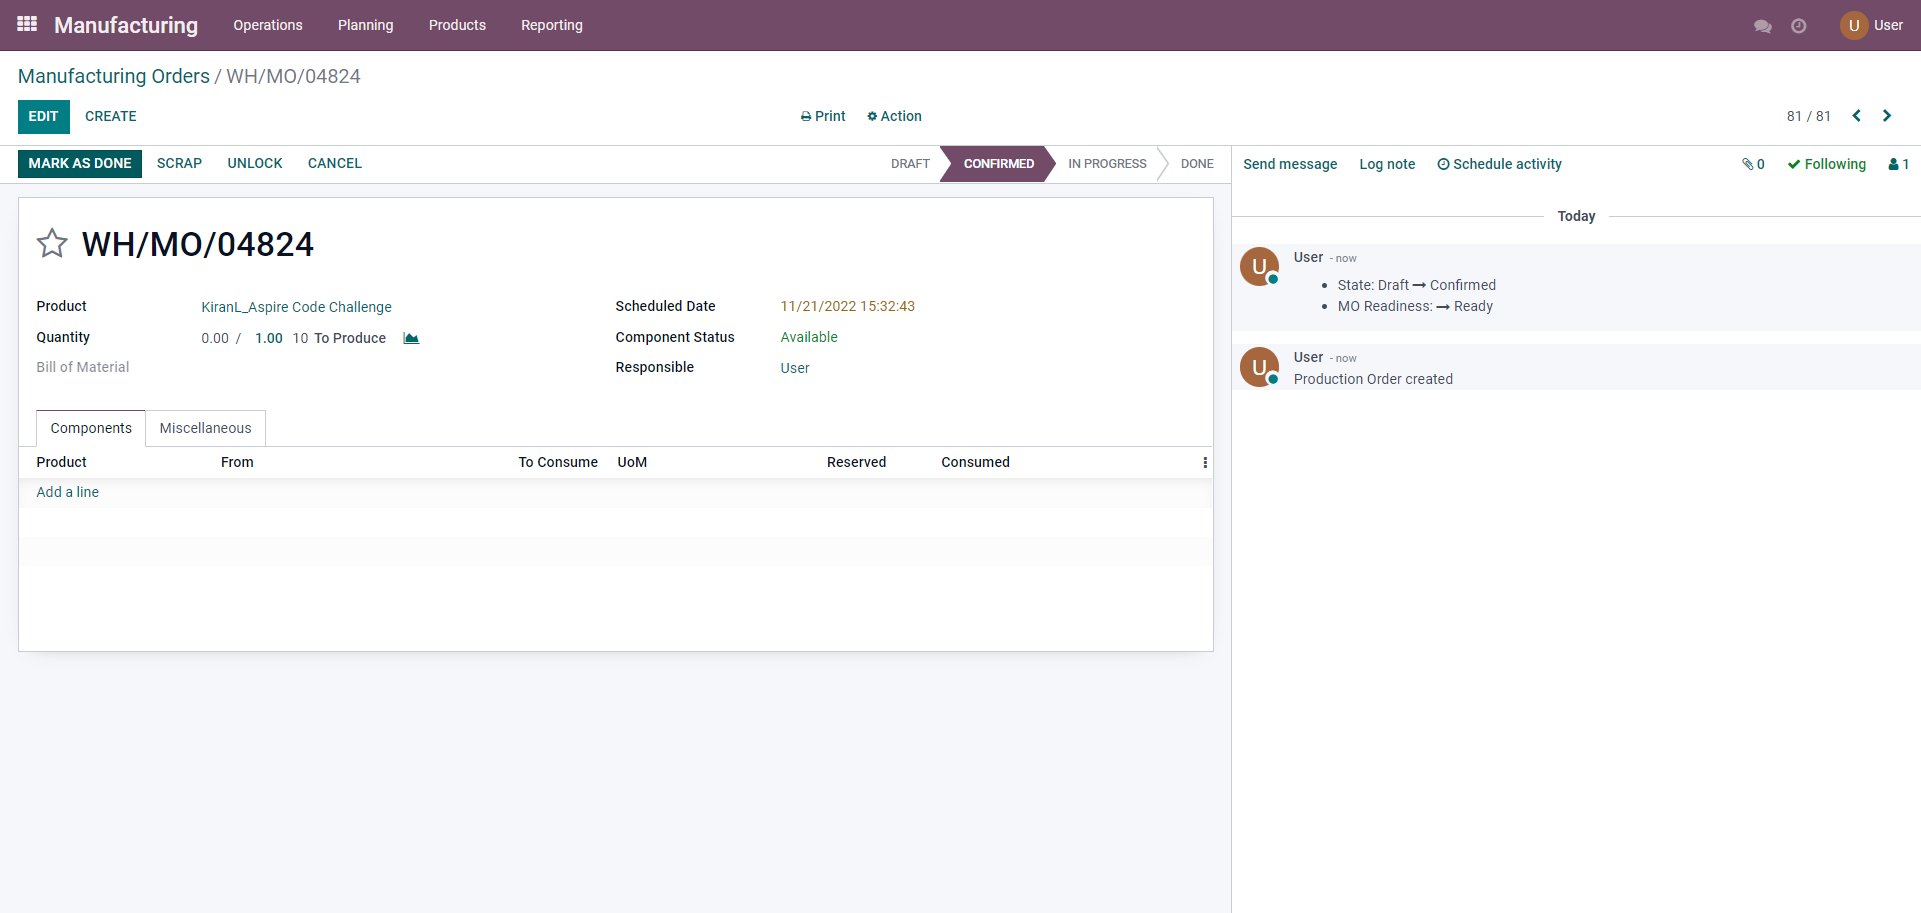 Manufacturing Operations Planning Products Reporting U User
Manufacturing Orders / WH/MO/04824
EDIT CREATE Print Action 81 / 81
MARK AS DONE SCRAP UNLOCK CANCEL DRAFT CONFIRMED IN PROGRESS DONE
Send message Log note Schedule activity 0 Following 1
WH/MO/04824
Product KiranL_Aspire Code Challenge
Quantity 0.00 / 1.00 10 To Produce
Bill of Material
Scheduled Date 11/21/2022 15:32:43
Component Status Available
Responsible User
Components Miscellaneous
Product From To Consume UoM Reserved Consumed
Add a line
Today
U User - now
State: Draft → Confirmed
MO Readiness: → Ready
U User - now
Production Order created